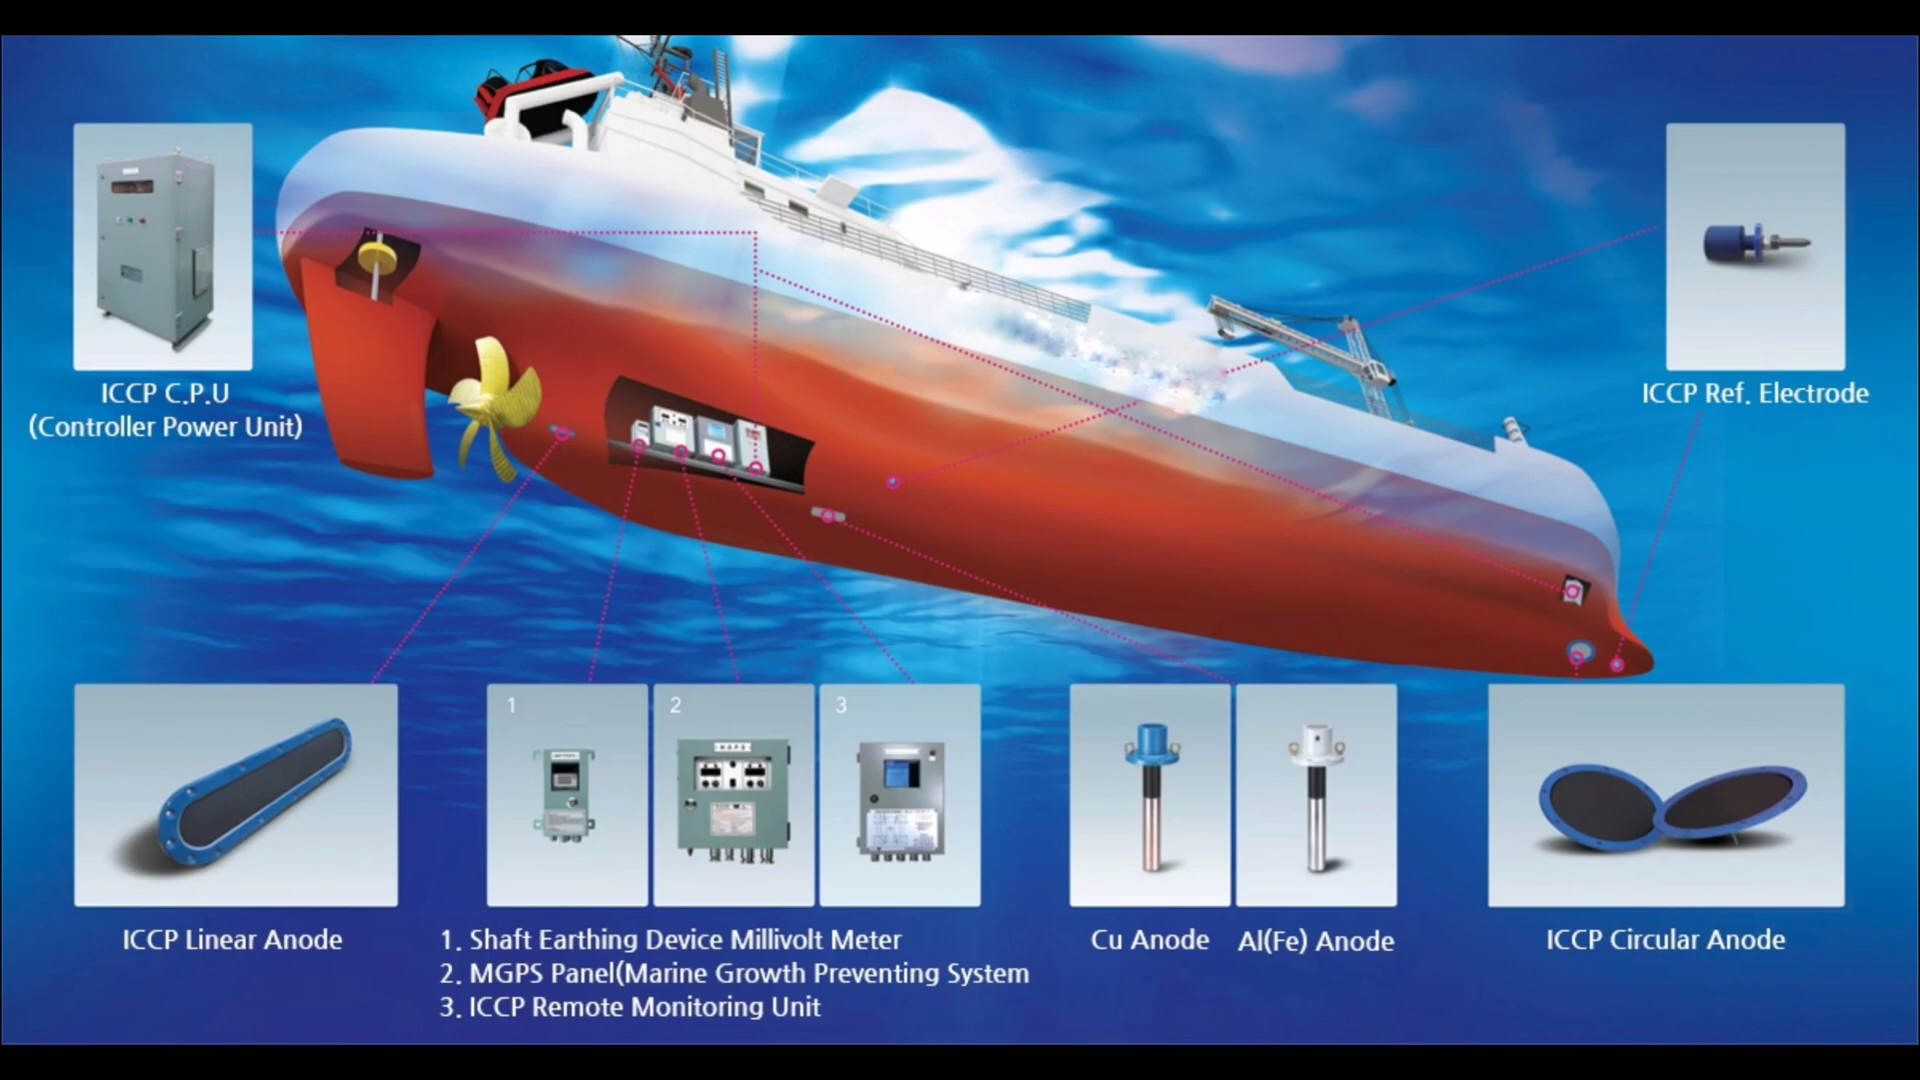 ICCP C.P.U
(Controller Power Unit)
ICCP Ref. Electrode
1
2
3
M G P S
ICCP Linear Anode
1. Shaft Earthing Device Millivolt Meter
2. MGPS Panel(Marine Growth Preventing System
3. ICCP Remote Monitoring Unit
Cu Anode
Al(Fe) Anode
ICCP Circular Anode